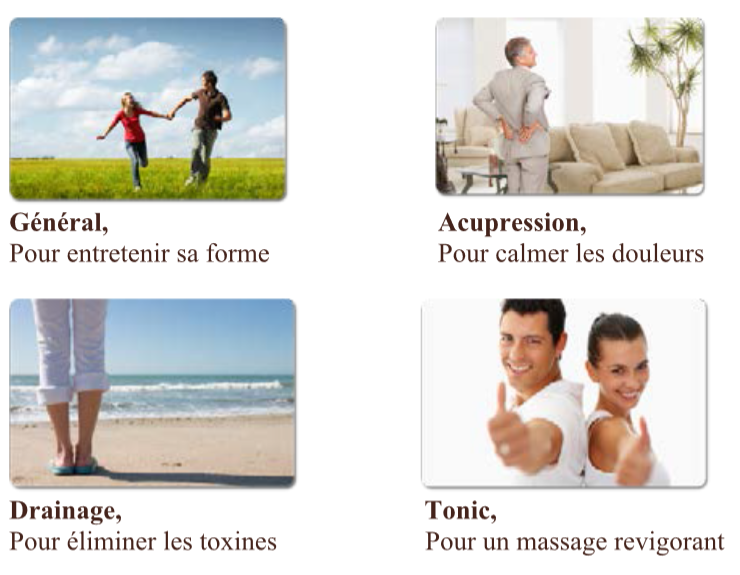 Général,
Pour entretenir sa forme
Acupression,
Pour calmer les douleurs
Drainage,
Pour éliminer les toxines
Tonic,
Pour un massage revigorant